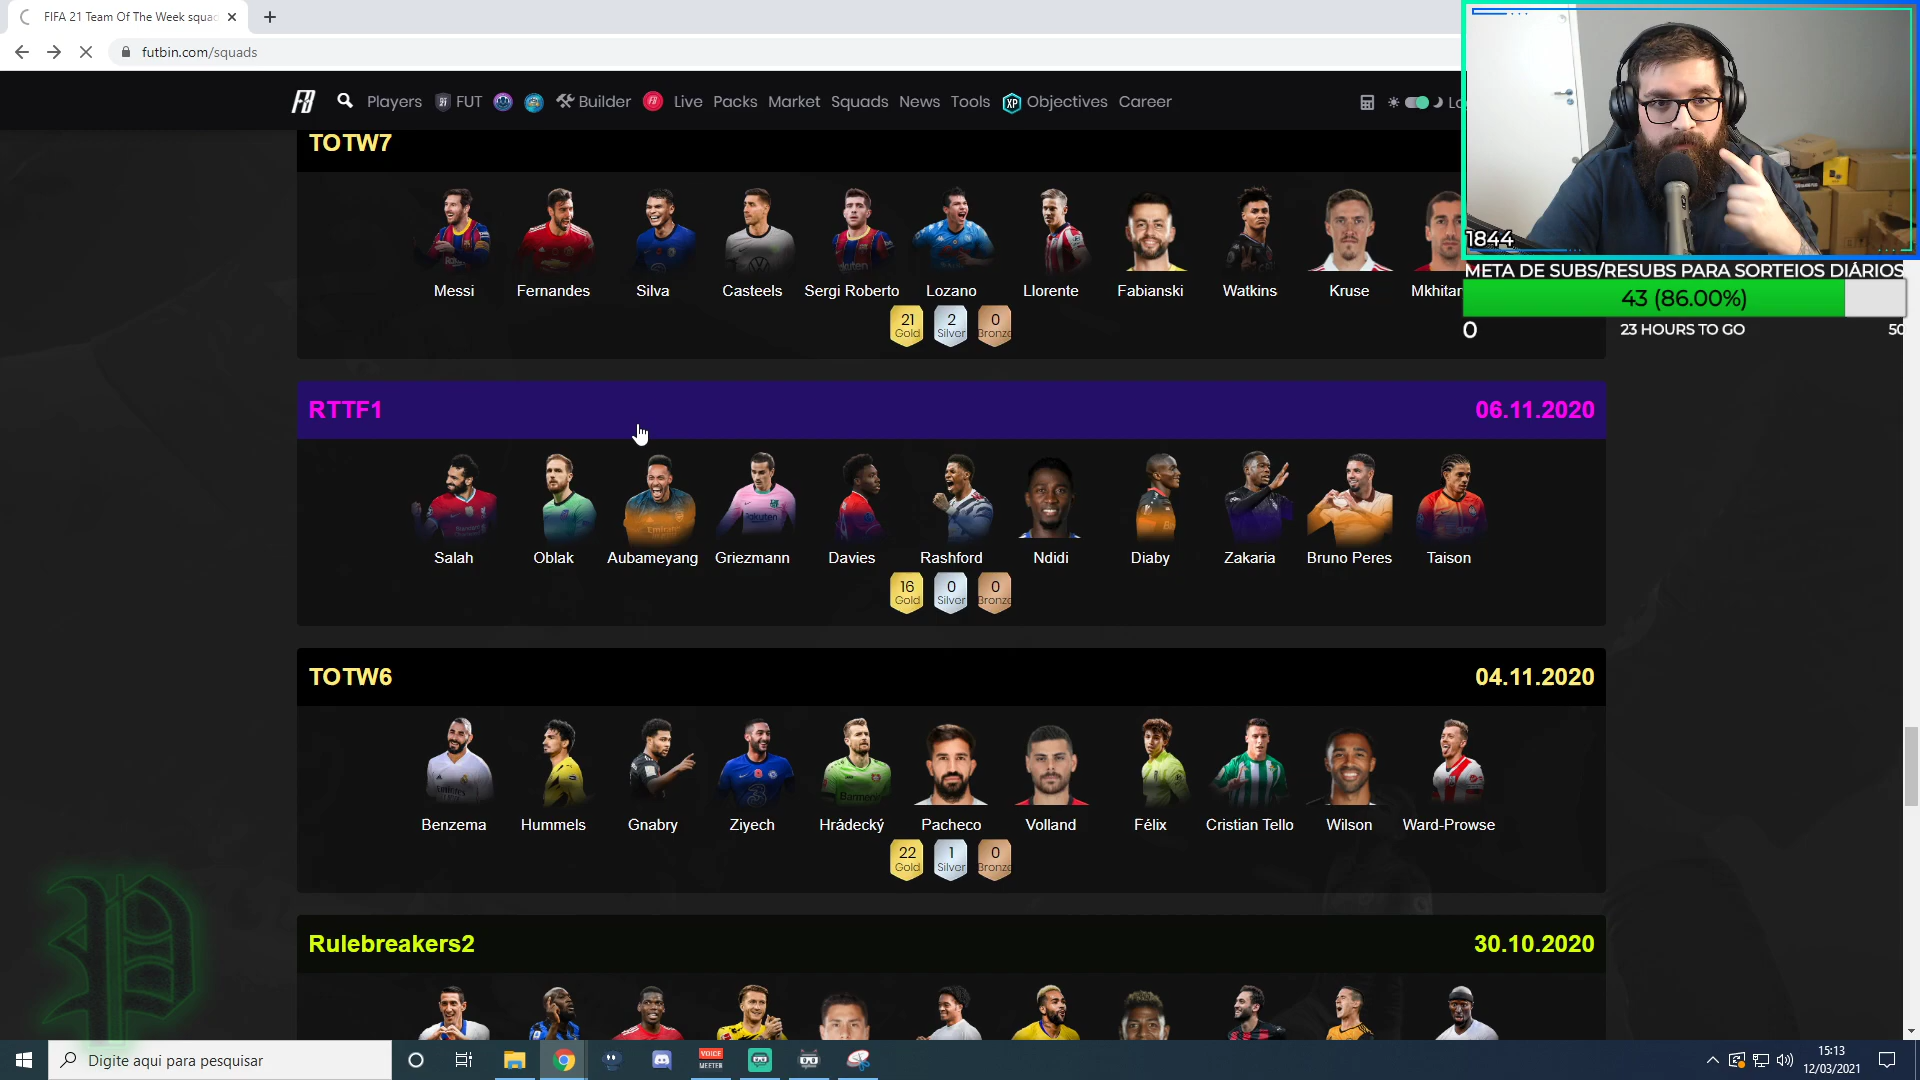 FIFA 21 Team Of The Week squa
futbin.com/squads
Players FUT Builder Live Packs Market Squads News Tools XP Objectives Career Lo
1844
META DE SUBS/RESUBS PARA SORTEIOS DIÁRIOS
43 (86.00%)
0 23 HOURS TO GO 50
TOTW7
Messi Fernandes Silva Casteels Sergi Roberto Lozano Llorente Fabianski Watkins Kruse Mkhitar
21 2 0
Gold Silver Bronze
RTTF1 06.11.2020
Salah Oblak Aubameyang Griezmann Davies Rashford Ndidi Diaby Zakaria Bruno Peres Taison
16 0 0
Gold Silver Bronze
TOTW6 04.11.2020
Benzema Hummels Gnabry Ziyech Hrádecký Pacheco Volland Félix Cristian Tello Wilson Ward-Prowse
22 1 0
Gold Silver Bronze
Rulebreakers2 30.10.2020
P
Digite aqui para pesquisar
VOICE
MEETER
15:13
12/03/2021